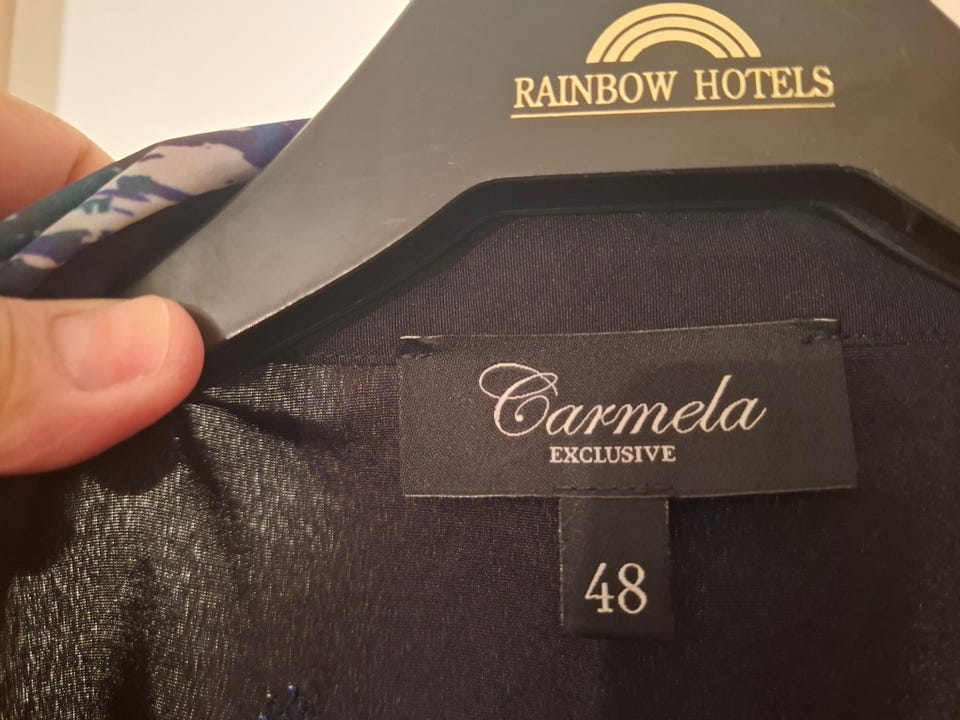 RAINBOW HOTELS
Carmela
EXCLUSIVE
48